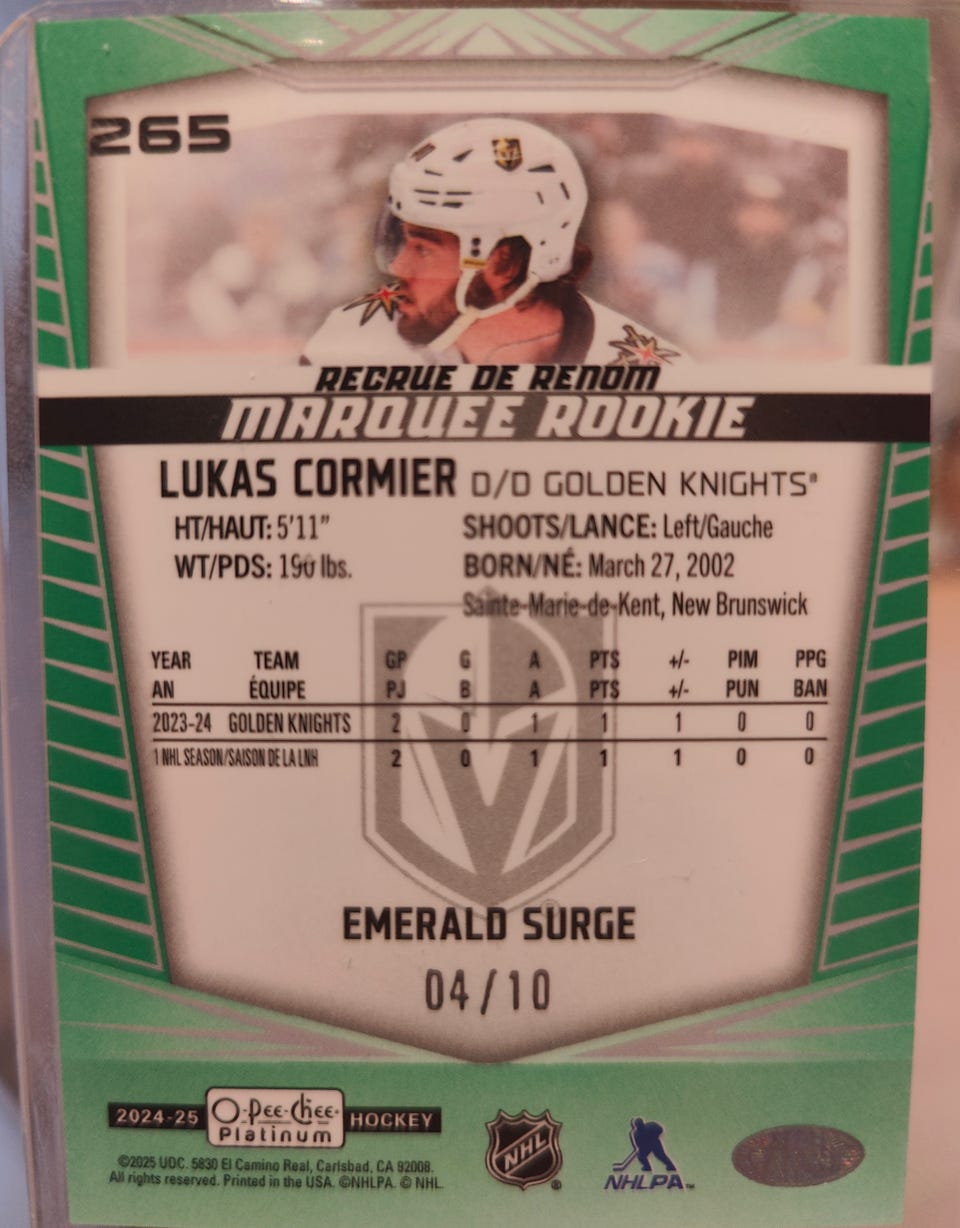 265
RECRUE DE RENOM
MARQUEE ROOKIE
LUKAS CORMIER D/D GOLDEN KNIGHTS®
HT/HAUT: 5'11" SHOOTS/LANCE: Left/Gauche
WT/PDS: 190 lbs. BORN/NÉ: March 27, 2002
Sainte-Marie-de-Kent, New Brunswick
YEAR TEAM GP G A PTS +/- PIM PPG
AN ÉQUIPE PJ B A PTS +/- PUN BAN
2023-24 GOLDEN KNIGHTS 2 0 1 1 1 0 0
1 NHL SEASON/SAISON DE LA LNH 2 0 1 1 1 0 0
EMERALD SURGE
04/10
2024-25 O-Pee-Chee Platinum HOCKEY
NHL ®
NHLPA™
©2025 UDC. 5830 El Camino Real, Carlsbad, CA 92008.
All rights reserved. Printed in the USA. ©NHLPA. © NHL.